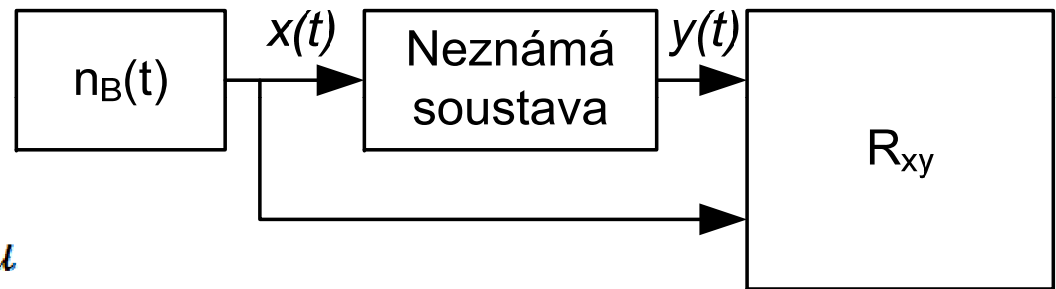 n_B(t)
x(t)
Neznámá
soustava
y(t)
R_xy